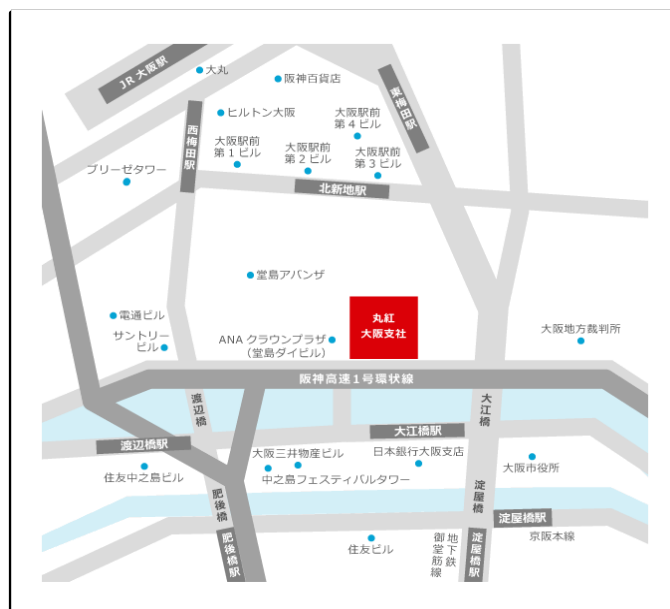 JR 大阪駅
大丸
阪神百貨店
東梅田駅
西梅田駅
ヒルトン大阪
大阪駅前
第4ビル
大阪駅前
第1ビル
大阪駅前
第2ビル
大阪駅前
第3ビル
ブリーゼタワー
北新地駅
堂島アバンザ
電通ビル
サントリー
ビル
丸紅
大阪支社
ANA クラウンプラザ
（堂島ダイビル）
大阪地方裁判所
阪神高速1号環状線
渡辺橋
大江橋
渡辺橋駅
大江橋駅
大阪三井物産ビル
日本銀行大阪支店
大阪市役所
住友中之島ビル
中之島フェスティバルタワー
肥後橋
淀屋橋
淀屋橋駅
京阪本線
肥後橋駅
住友ビル
地下鉄
御堂筋線
淀屋橋駅